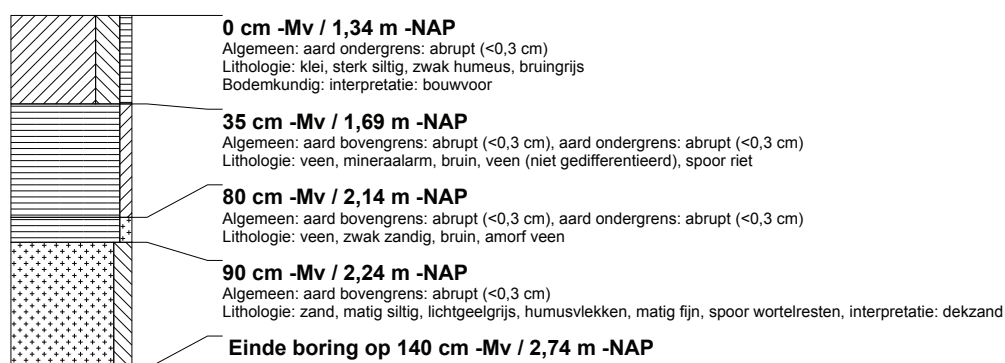 0 cm -Mv / 1,34 m -NAP
Algemeen: aard ondergrens: abrupt (<0,3 cm)
Lithologie: klei, sterk siltig, zwak humeus, bruingrijs
Bodemkundig: interpretatie: bouwvoor
35 cm -Mv / 1,69 m -NAP
Algemeen: aard bovengrens: abrupt (<0,3 cm), aard ondergrens: abrupt (<0,3 cm)
Lithologie: veen, mineraalarm, bruin, veen (niet gedifferentieerd), spoor riet
80 cm -Mv / 2,14 m -NAP
Algemeen: aard bovengrens: abrupt (<0,3 cm), aard ondergrens: abrupt (<0,3 cm)
Lithologie: veen, zwak zandig, bruin, amorf veen
90 cm -Mv / 2,24 m -NAP
Algemeen: aard bovengrens: abrupt (<0,3 cm)
Lithologie: zand, matig siltig, lichtgeelgrijs, humusvlekken, matig fijn, spoor wortelresten, interpretatie: dekzand
Einde boring op 140 cm -Mv / 2,74 m -NAP